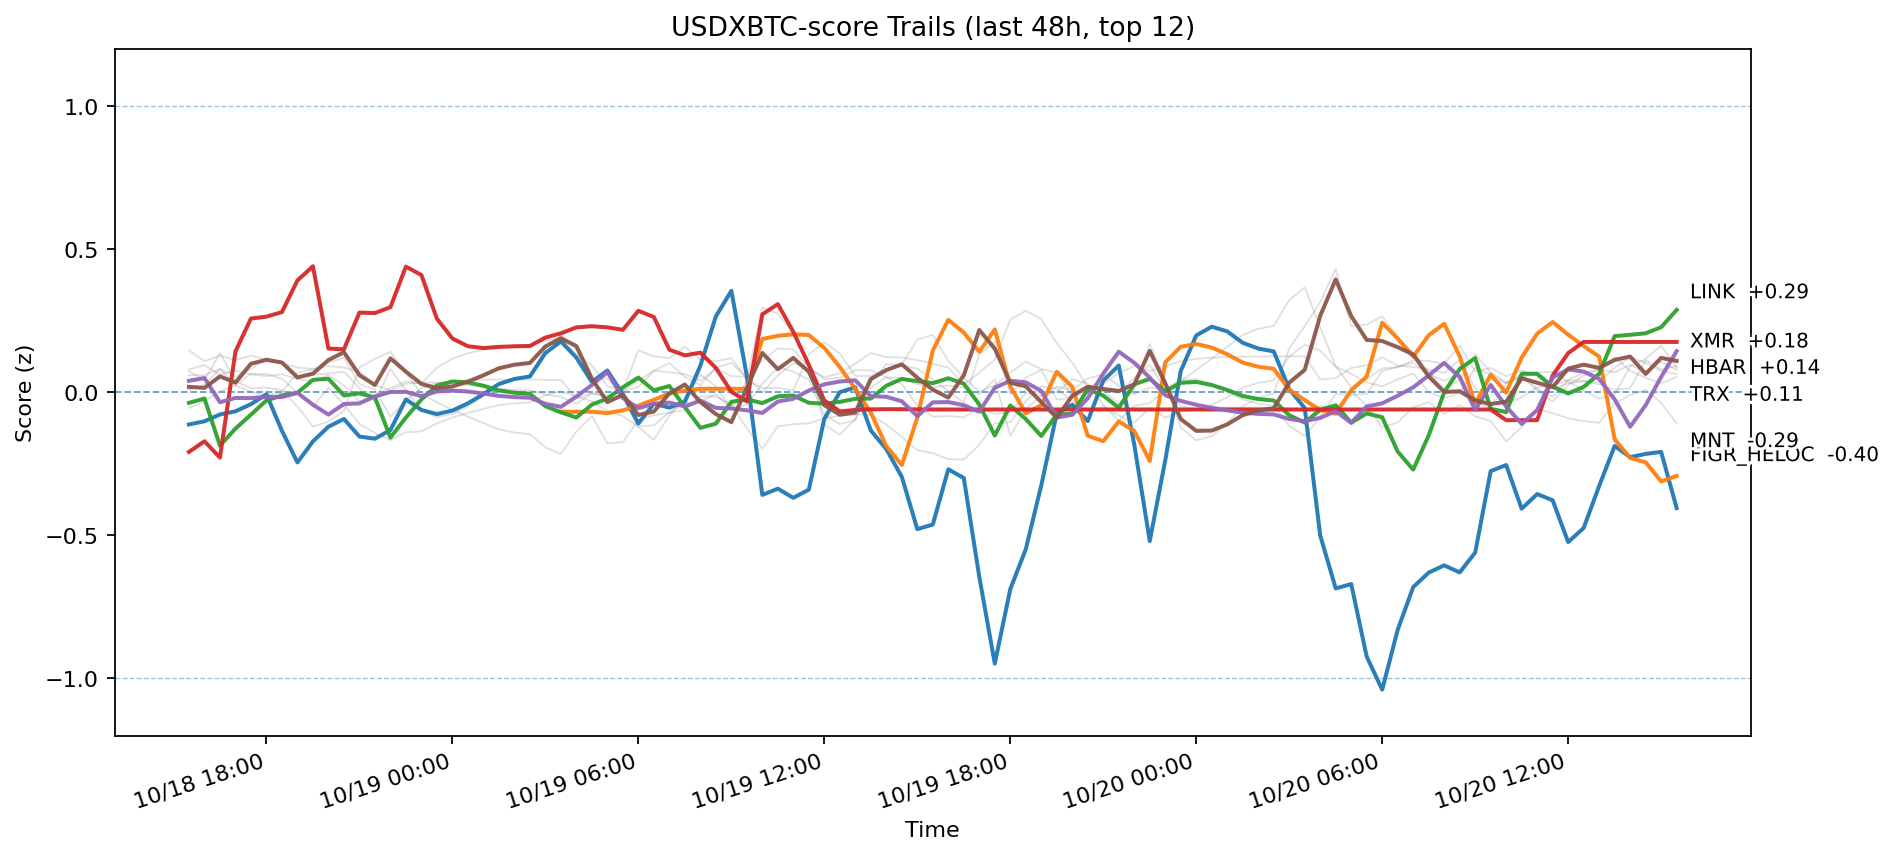 USDXBTC-score Trails (last 48h, top 12)
1.0
0.5
0.0
−0.5
−1.0
Score (z)
LINK +0.29
XMR +0.18
HBAR +0.14
TRX +0.11
MNT -0.29
FIGR_HELOC -0.40
10/18 18:00
10/19 00:00
10/19 06:00
10/19 12:00
10/19 18:00
10/20 00:00
10/20 06:00
10/20 12:00
Time